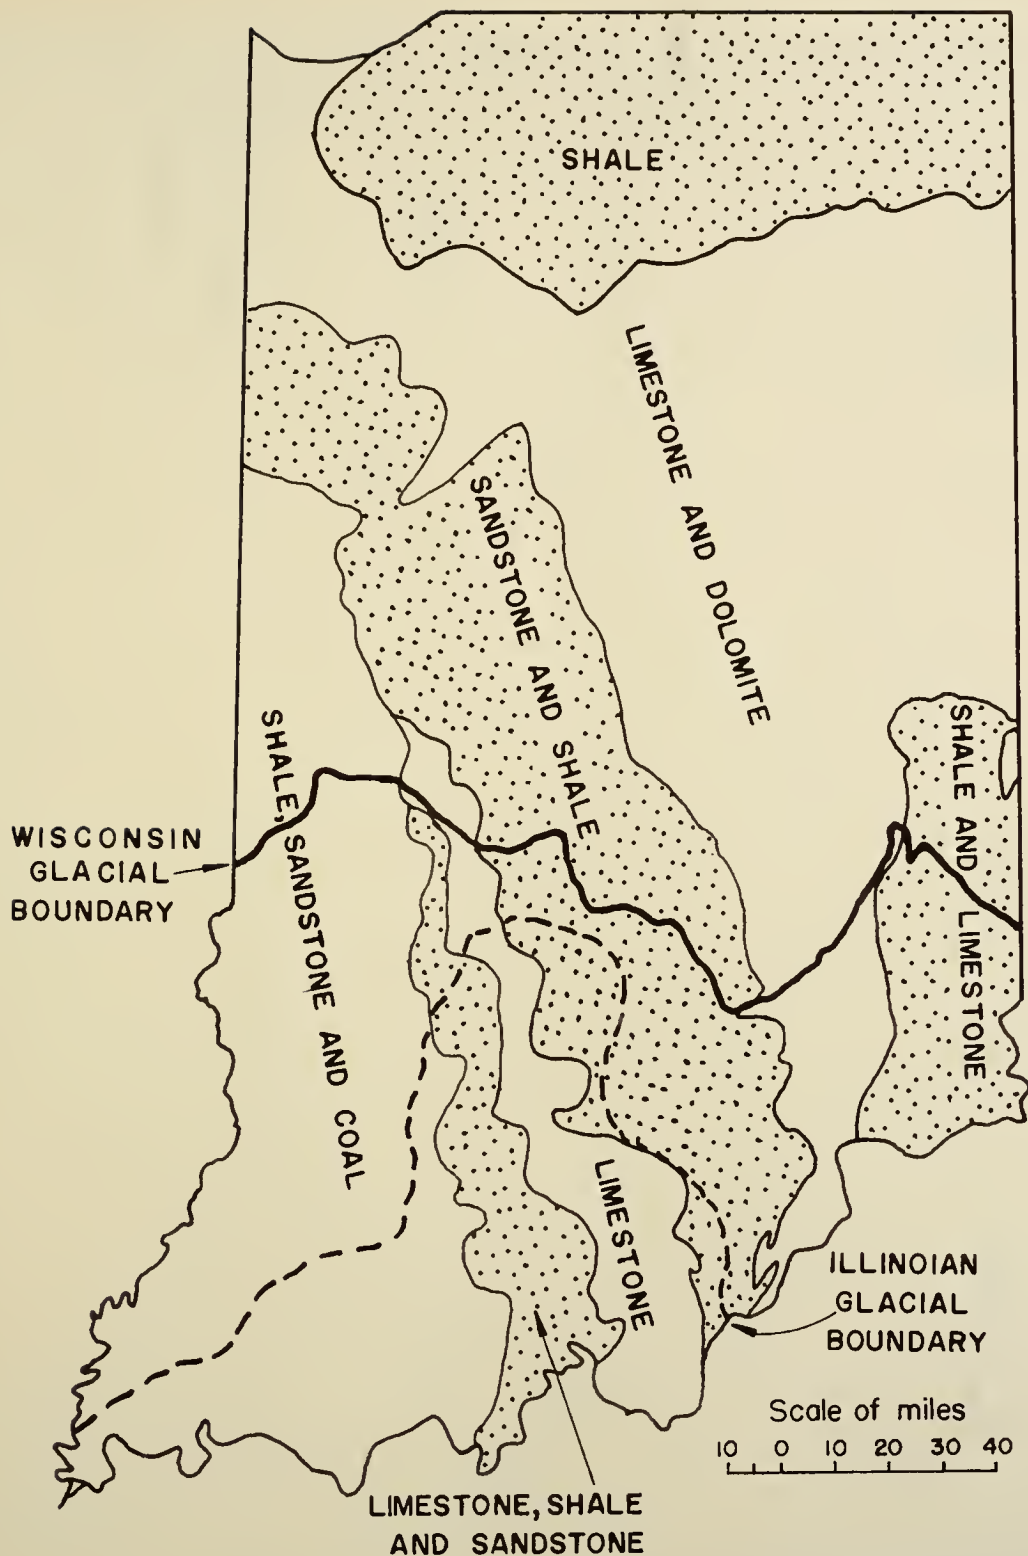 SHALE
LIMESTONE AND DOLOMITE
SANDSTONE AND SHALE
SHALE, SANDSTONE AND COAL
SHALE AND LIMESTONE
WISCONSIN
GLACIAL
BOUNDARY
LIMESTONE
ILLINOIAN
GLACIAL
BOUNDARY
Scale of miles
10 0 10 20 30 40
LIMESTONE, SHALE
AND SANDSTONE